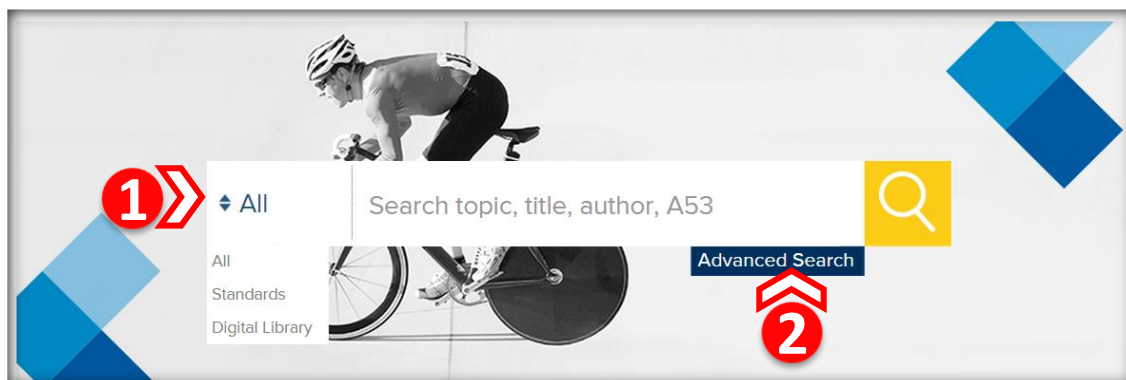 1
All
Search topic, title, author, A53
All
Standards
Digital Library
Advanced Search
2